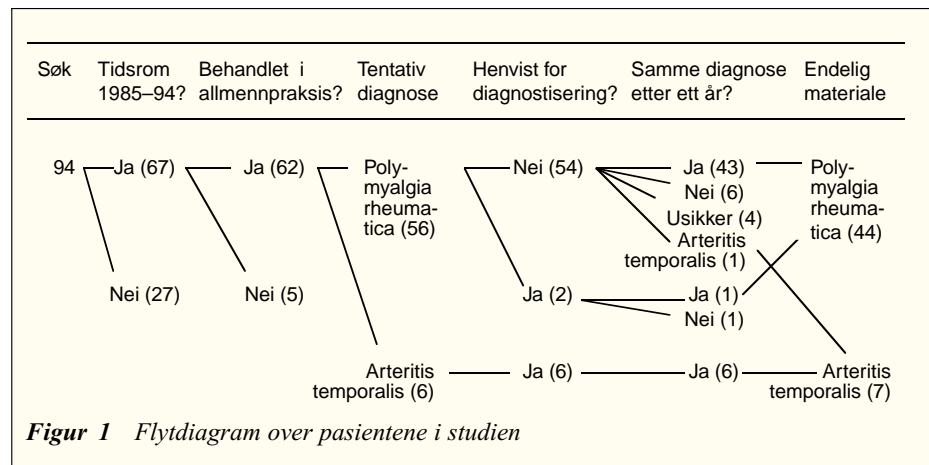 Søk Tidsrom Behandlet i Tentativ Henvist for Samme diagnose Endelig
1985–94? allmennpraksis? diagnose diagnostisering? etter ett år? materiale
94 Ja (67) Ja (62) Poly- Nei (54) Ja (43) Poly-
myalgia Nei (6) myalgia
rheuma- Usikker (4) rheuma-
tica (56) Arteritis tica (44)
temporalis (1)
Nei (27) Nei (5) Ja (2) Ja (1)
Nei (1)
Arteritis Ja (6) Ja (6) Arteritis
temporalis (6) temporalis (7)
Figur 1 Flytdiagram over pasientene i studien